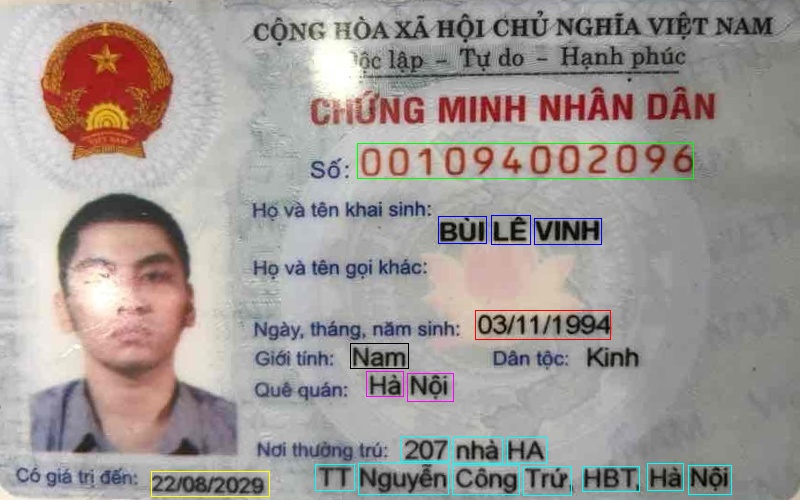 CỘNG HÒA XÃ HỘI CHỦ NGHĨA VIỆT NAM
Độc lập – Tự do – Hạnh phúc
CHỨNG MINH NHÂN DÂN
VIỆT NAM
Số: 001094002096
Họ và tên khai sinh:
BÙI LÊ VINH
Họ và tên gọi khác:
Ngày, tháng, năm sinh: 03/11/1994
Giới tính: Nam Dân tộc: Kinh
Quê quán: Hà Nội
Nơi thường trú: 207 nhà HA
TT Nguyễn Công Trứ, HBT, Hà Nội
Có giá trị đến: 22/08/2029